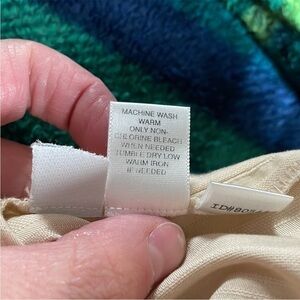 MACHINE WASH
WARM
ONLY NON-
CHLORINE BLEACH
WHEN NEEDED
TUMBLE DRY LOW
WARM IRON
IF NEEDED